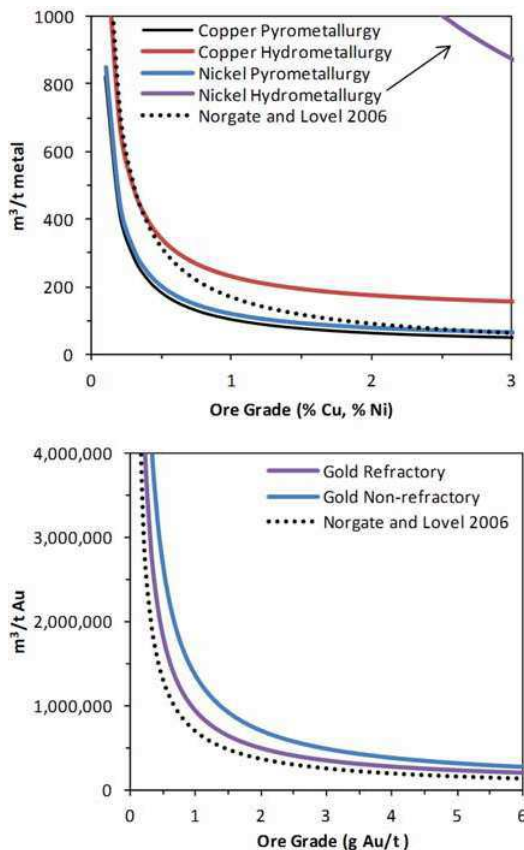 1000
800
600
400
200
0
m³/t metal
Copper Pyrometallurgy
Copper Hydrometallurgy
Nickel Pyrometallurgy
Nickel Hydrometallurgy
Norgate and Lovel 2006
0 1 2 3
Ore Grade (% Cu, % Ni)
4,000,000
3,000,000
2,000,000
1,000,000
0
m³/t Au
Gold Refractory
Gold Non-refractory
Norgate and Lovel 2006
0 1 2 3 4 5 6
Ore Grade (g Au/t )